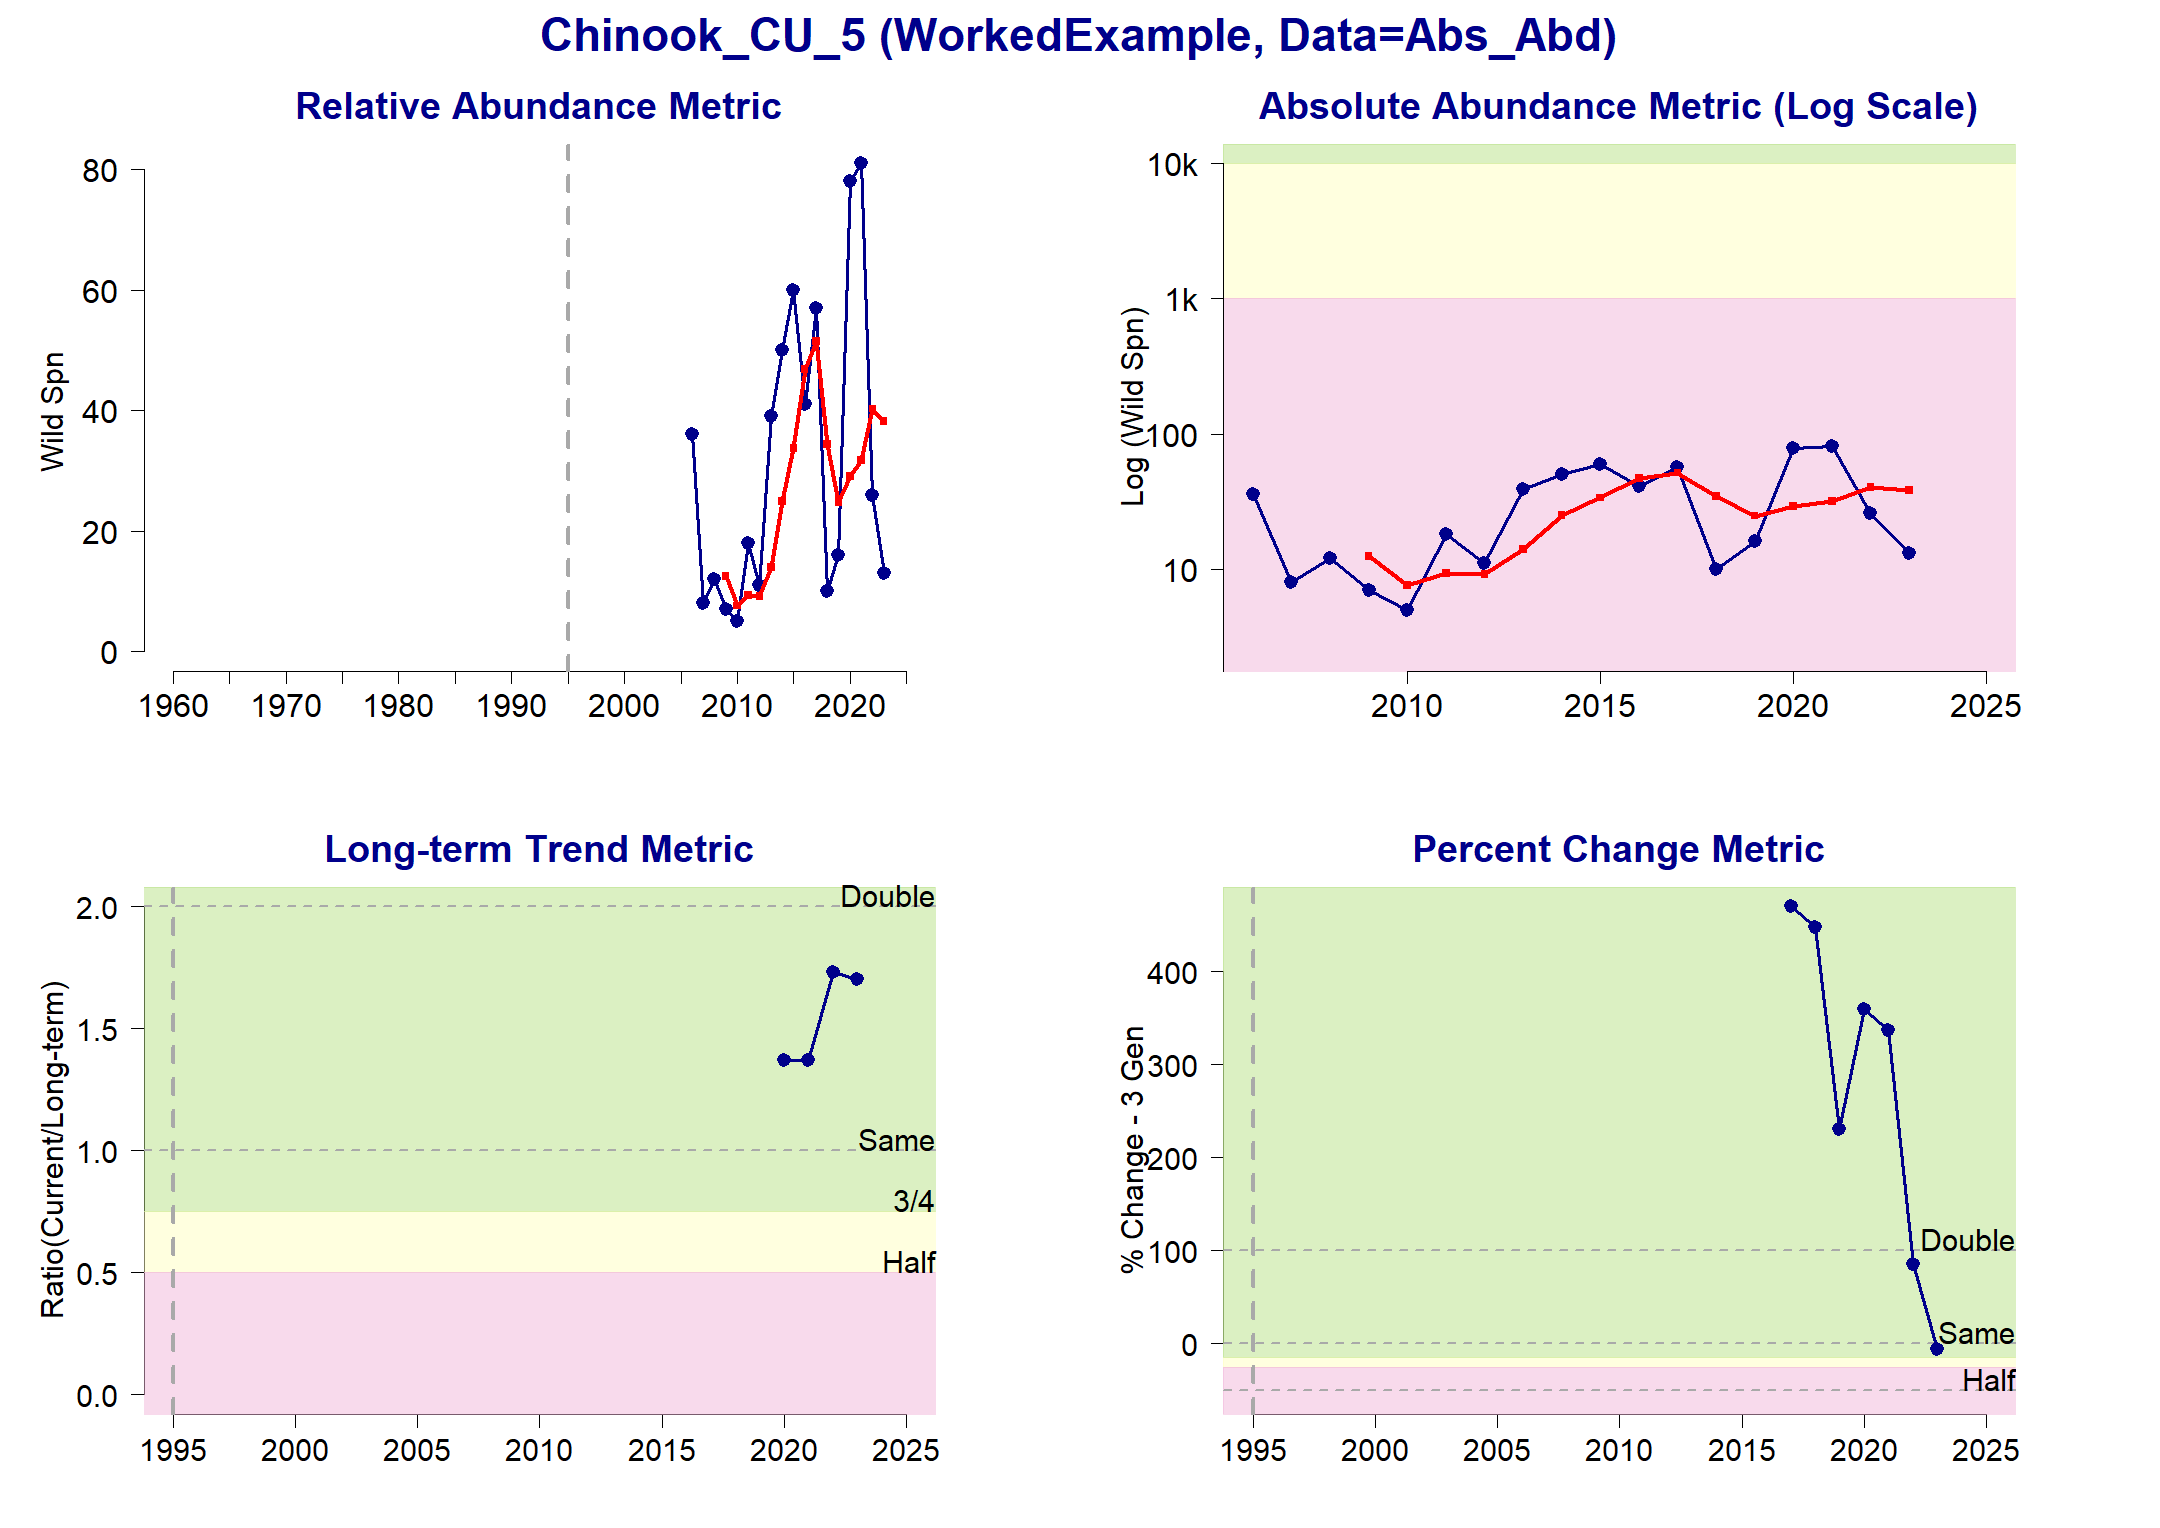 Chinook_CU_5 (WorkedExample, Data=Abs_Abd)
Relative Abundance Metric
Wild Spn
80
60
40
20
0
1960 1970 1980 1990 2000 2010 2020
Absolute Abundance Metric (Log Scale)
Log (Wild Spn)
10k
1k
100
10
2010 2015 2020 2025
Long-term Trend Metric
Ratio(Current/Long-term)
2.0
1.5
1.0
0.5
0.0
Double
Same
3/4
Half
1995 2000 2005 2010 2015 2020 2025
Percent Change Metric
% Change - 3 Gen
400
300
200
100
0
Double
Same
Half
1995 2000 2005 2010 2015 2020 2025